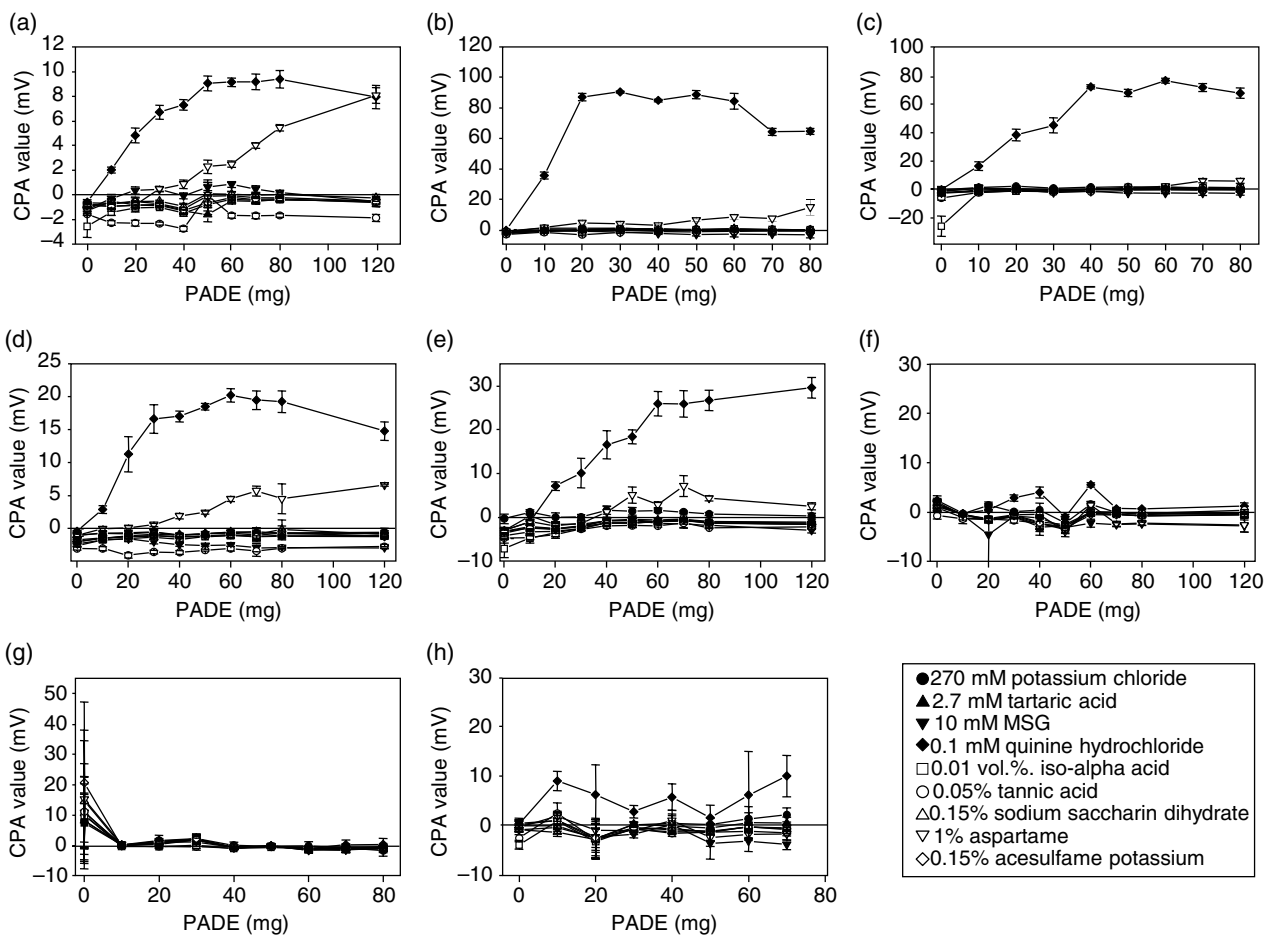 (a)
CPA value (mV)
12
10
8
6
4
2
0
−2
−4
0 20 40 60 80 100 120
PADE (mg)
(b)
CPA value (mV)
120
100
80
60
40
20
0
0 10 20 30 40 50 60 70 80
PADE (mg)
(c)
CPA value (mV)
100
80
60
40
20
0
−20
0 10 20 30 40 50 60 70 80
PADE (mg)
(d)
CPA value (mV)
25
20
15
10
5
0
0 20 40 60 80 100 120
PADE (mg)
(e)
CPA value (mV)
30
20
10
0
−10
0 20 40 60 80 100 120
PADE (mg)
(f)
CPA value (mV)
30
20
10
0
−10
0 20 40 60 80 100 120
PADE (mg)
(g)
CPA value (mV)
50
40
30
20
10
0
−10
0 20 40 60 80
PADE (mg)
(h)
CPA value (mV)
30
20
10
0
−10
0 20 40 60 80
PADE (mg)
270 mM potassium chloride
2.7 mM tartaric acid
10 mM MSG
0.1 mM quinine hydrochloride
0.01 vol.%. iso-alpha acid
0.05% tannic acid
0.15% sodium saccharin dihydrate
1% aspartame
0.15% acesulfame potassium